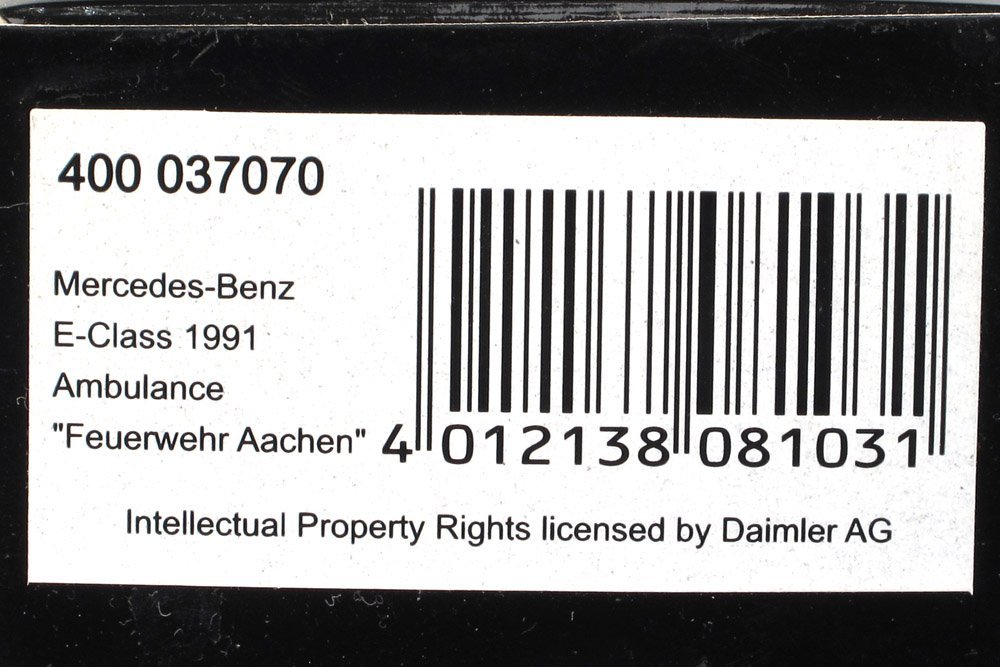 400 037070
Mercedes-Benz
E-Class 1991
Ambulance
"Feuerwehr Aachen"
4 012138 081031
Intellectual Property Rights licensed by Daimler AG